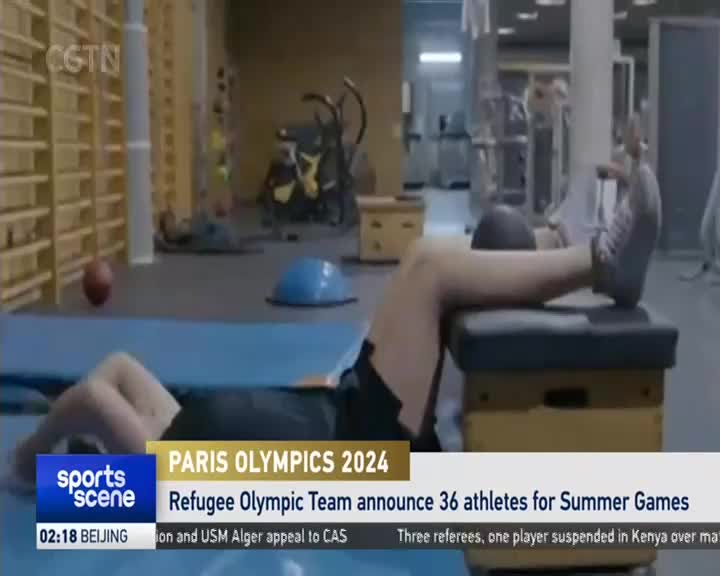 CGTN
PARIS OLYMPICS 2024
sports
scene
Refugee Olympic Team announce 36 athletes for Summer Games
02:18 BEIJING
ion and USM Alger appeal to CAS Three referees, one player suspended in Kenya over ma